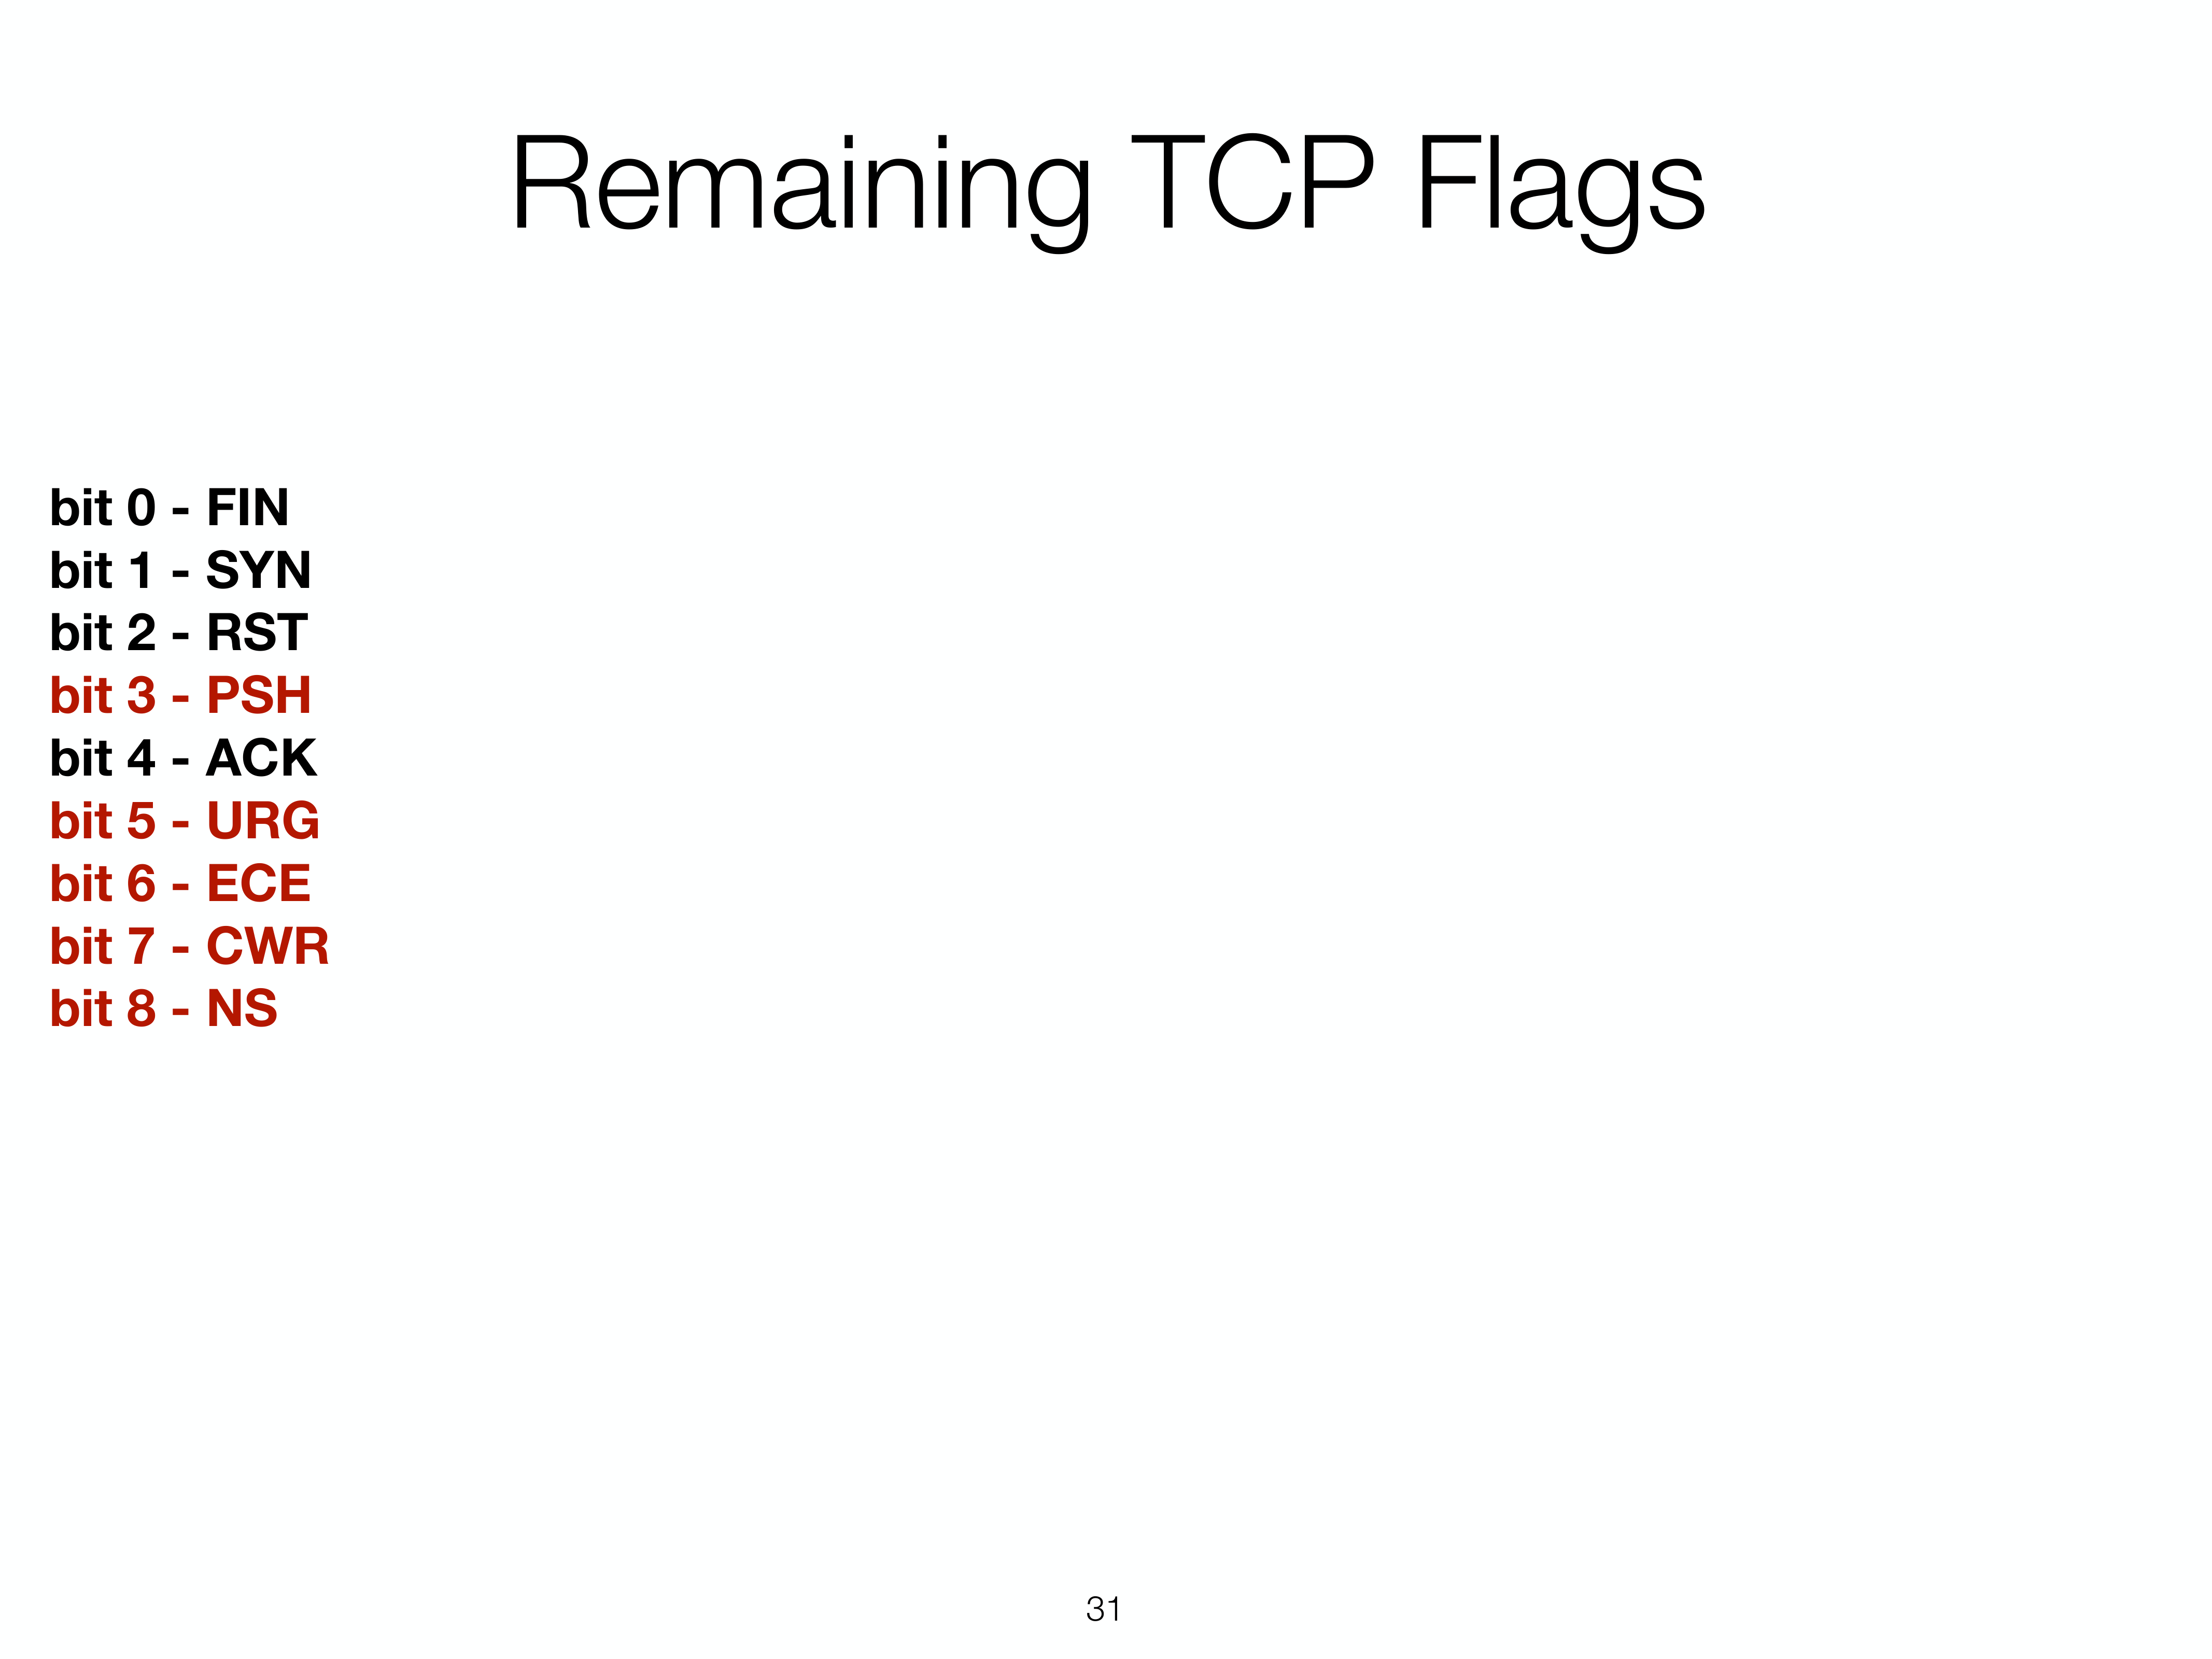 Remaining TCP Flags
bit 0 - FIN
bit 1 - SYN
bit 2 - RST
bit 3 - PSH
bit 4 - ACK
bit 5 - URG
bit 6 - ECE
bit 7 - CWR
bit 8 - NS
31